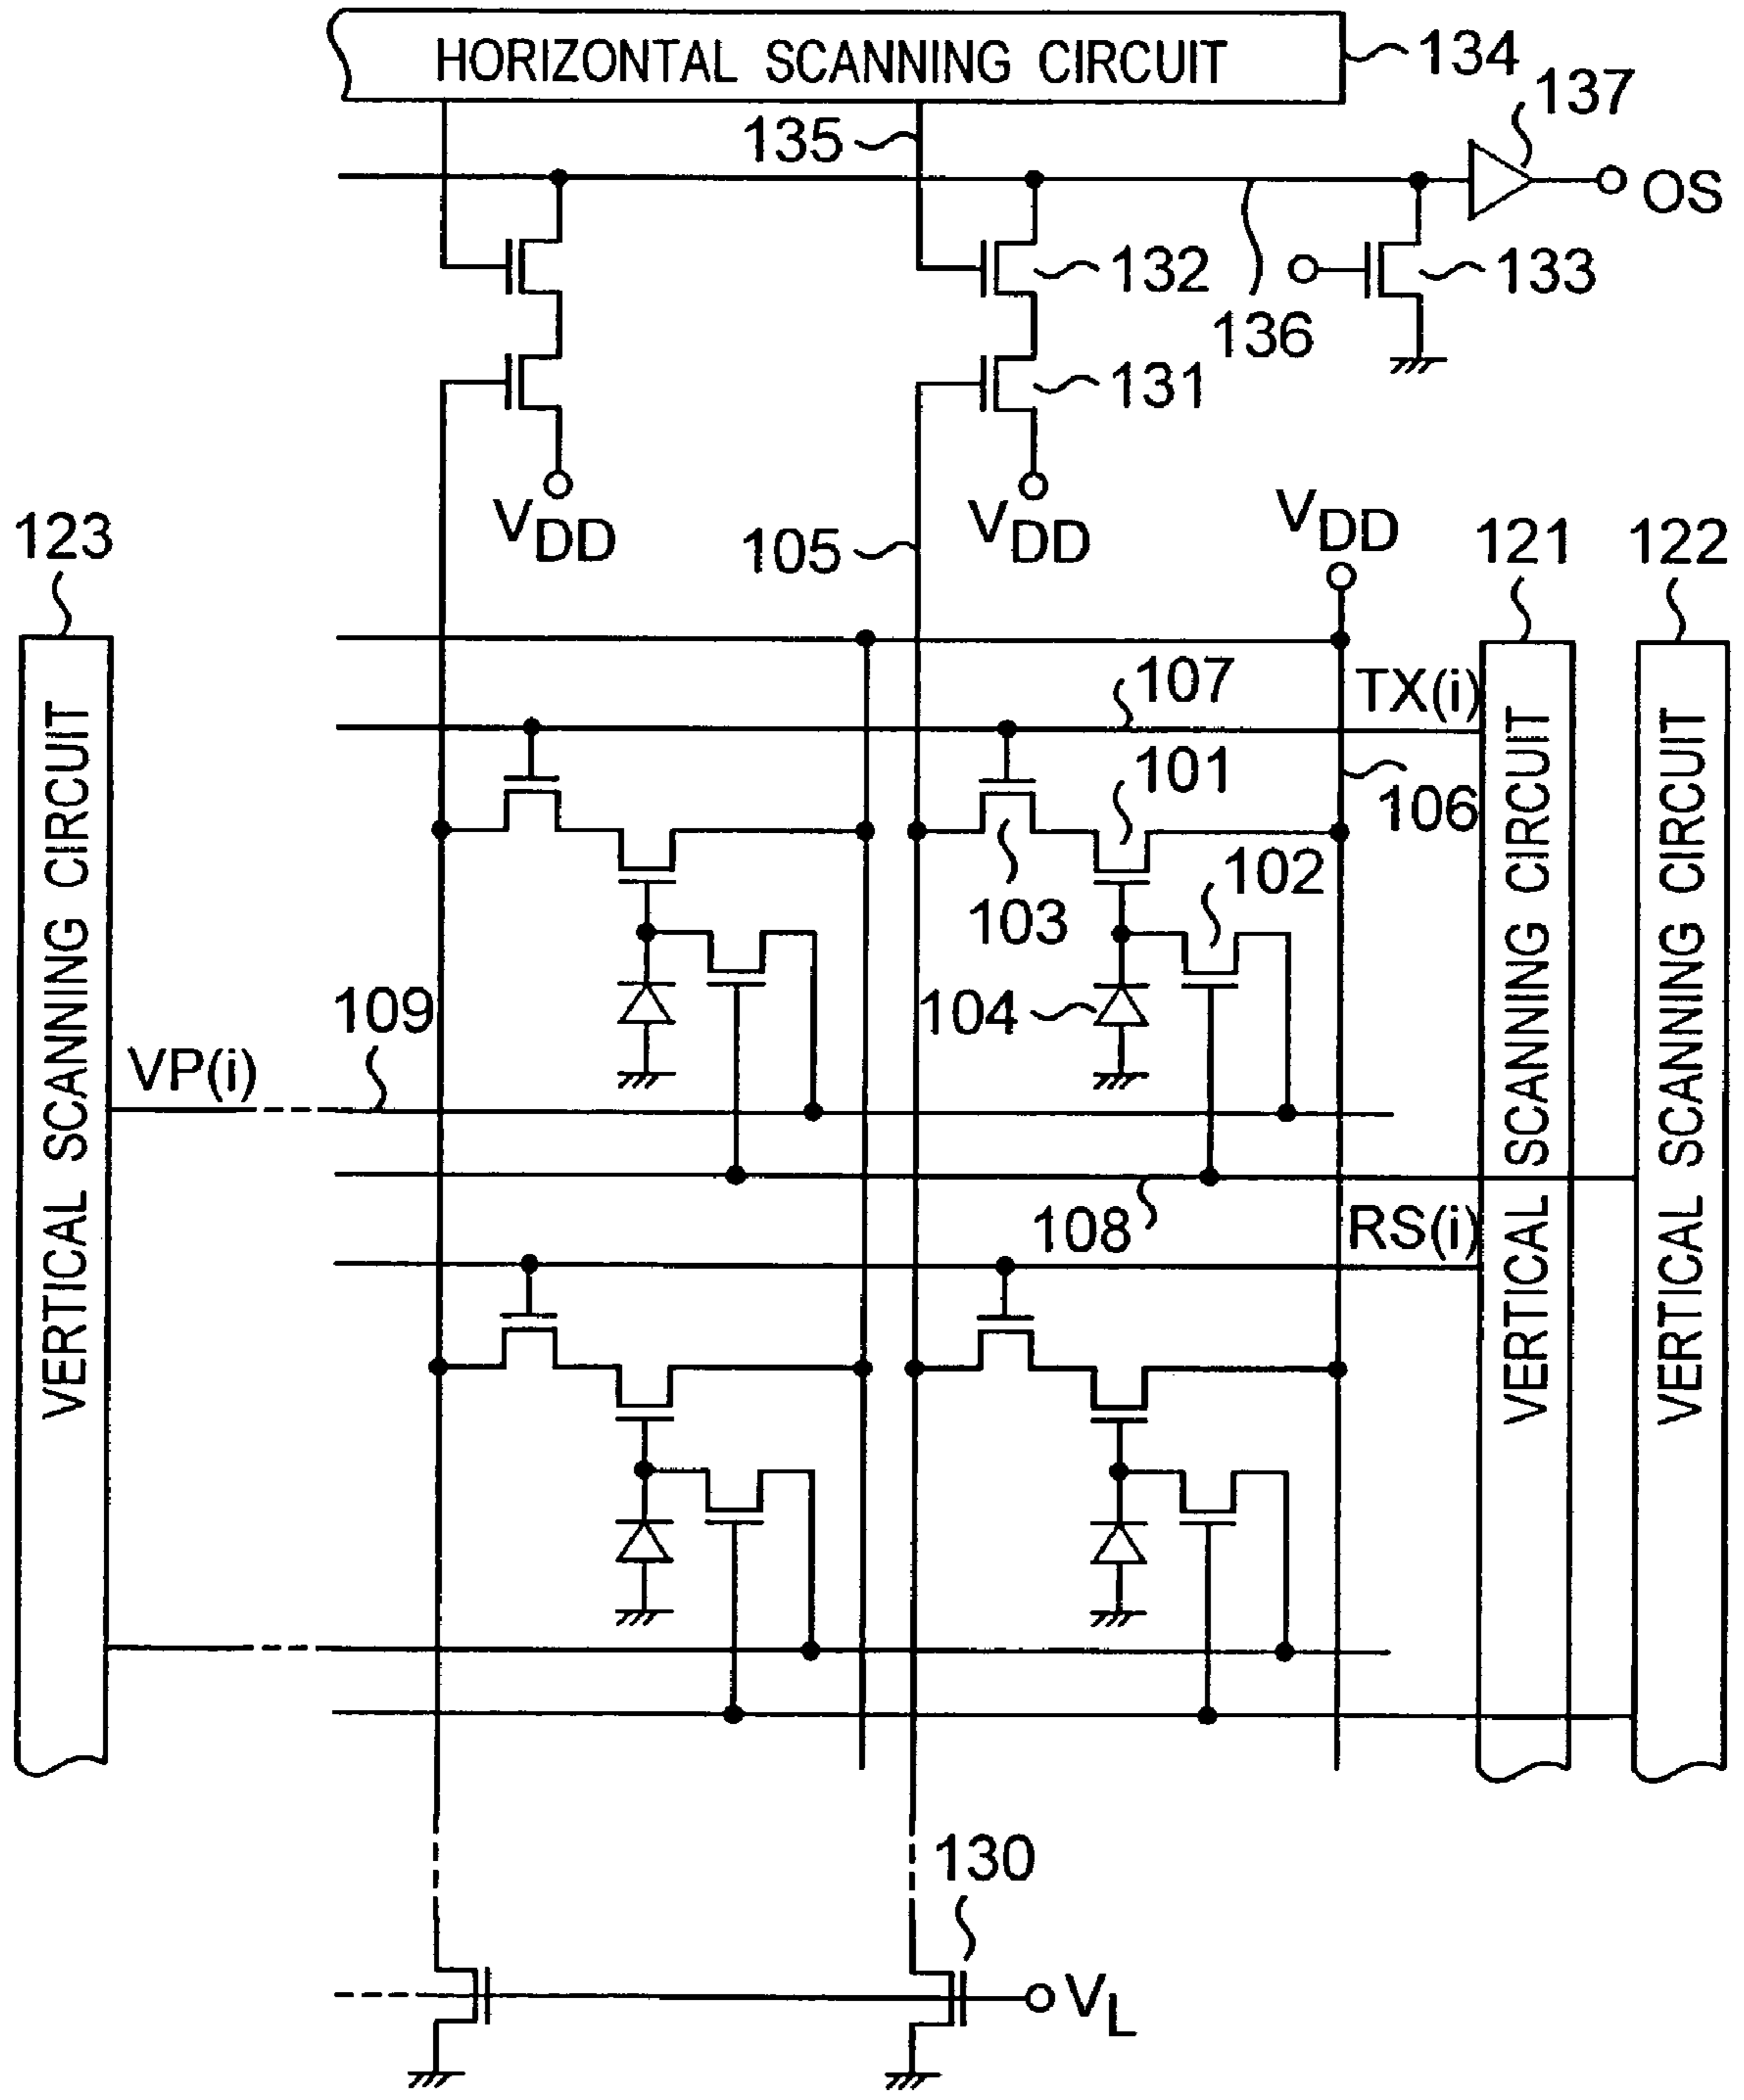 HORIZONTAL SCANNING CIRCUIT
134
137
135
OS
132
133
136
131
VDD
VDD
VDD
123
105
121
122
107
TX(i)
101
106
102
103
104
109
VP(i)
VERTICAL SCANNING CIRCUIT
VERTICAL SCANNING CIRCUIT
VERTICAL SCANNING CIRCUIT
108
RS(i)
130
VL